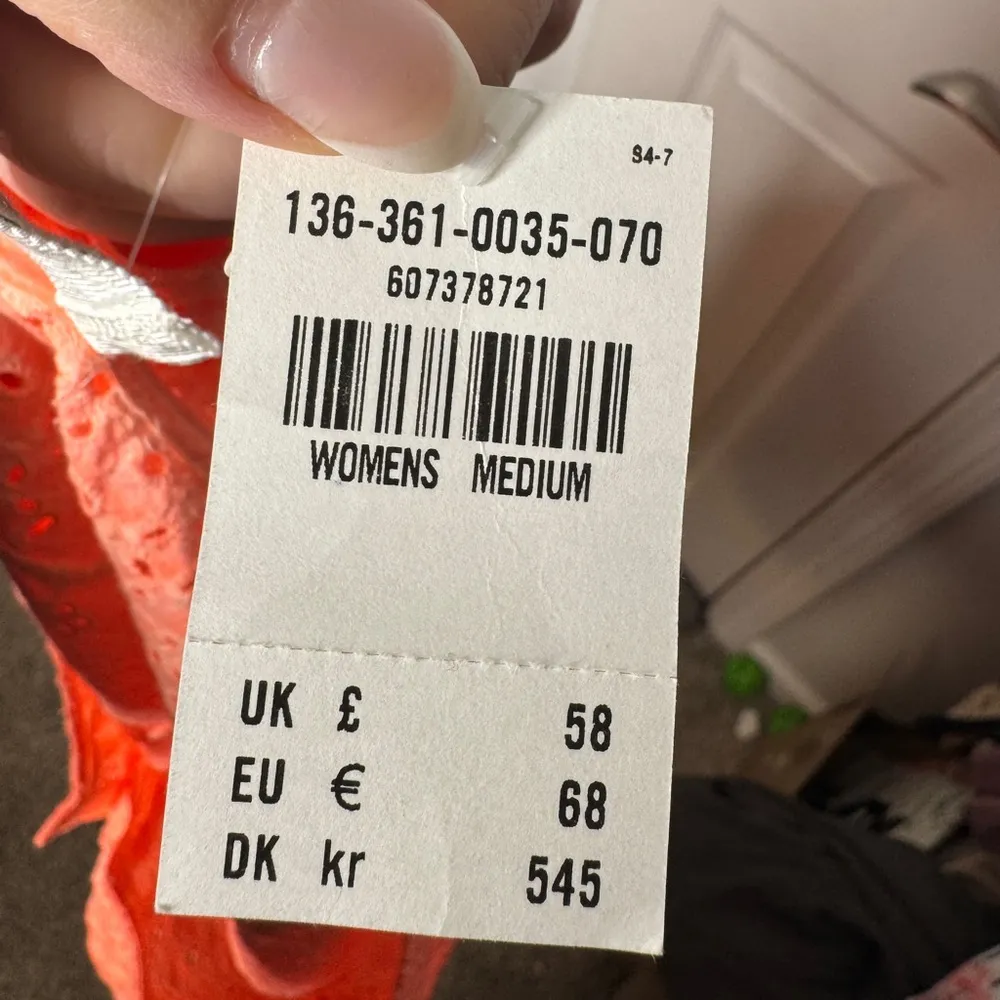 S4-7
136-361-0035-070
607378721
WOMENS MEDIUM
UK £ 58
EU € 68
DK kr 545